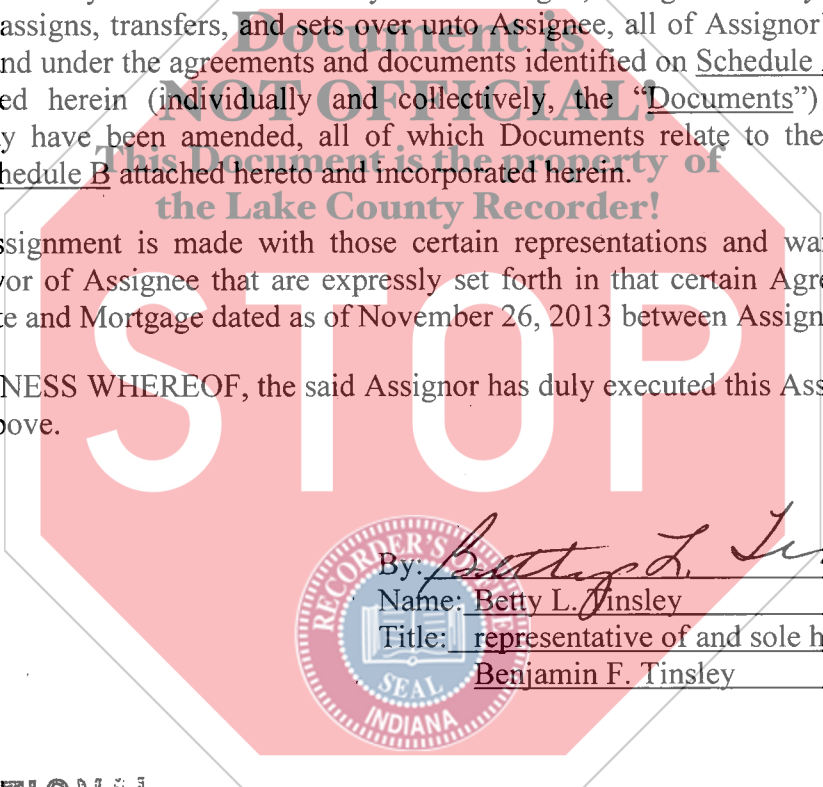 assigns, transfers, and sets over unto Assignee, all of Assignor
Document is
nd under the agreements and documents identified on Schedule
NOT OFFICIAL!
ed herein (individually and collectively, the “Documents”)
y have been amended, all of which Documents relate to the
This Document is the property of
hedule B attached hereto and incorporated herein.
the Lake County Recorder!
ssignment is made with those certain representations and wa
vor of Assignee that are expressly set forth in that certain Agre
te and Mortgage dated as of November 26, 2013 between Assign
STOP
NESS WHEREOF, the said Assignor has duly executed this Ass
bove.
By: Betty L.
Name: Betty L. Tinsley
Title: representative of and sole h
Benjamin F. Tinsley
RECORDER'S OFFICE
SEAL
INDIANA